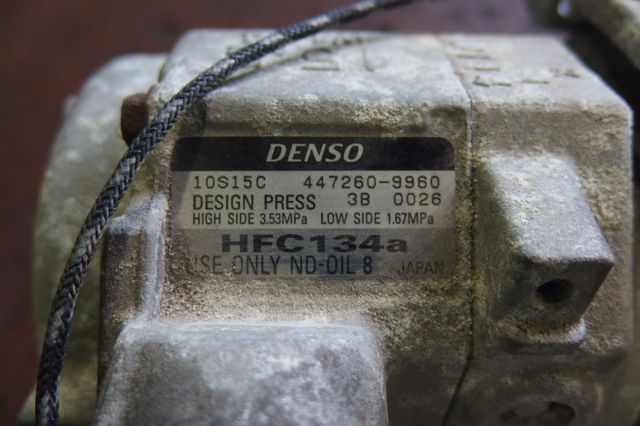 DENSO
10S15C 447260-9960
DESIGN PRESS 3B 0026
HIGH SIDE 3.53MPa LOW SIDE 1.67MPa
HFC134a
USE ONLY ND-OIL 8 JAPAN